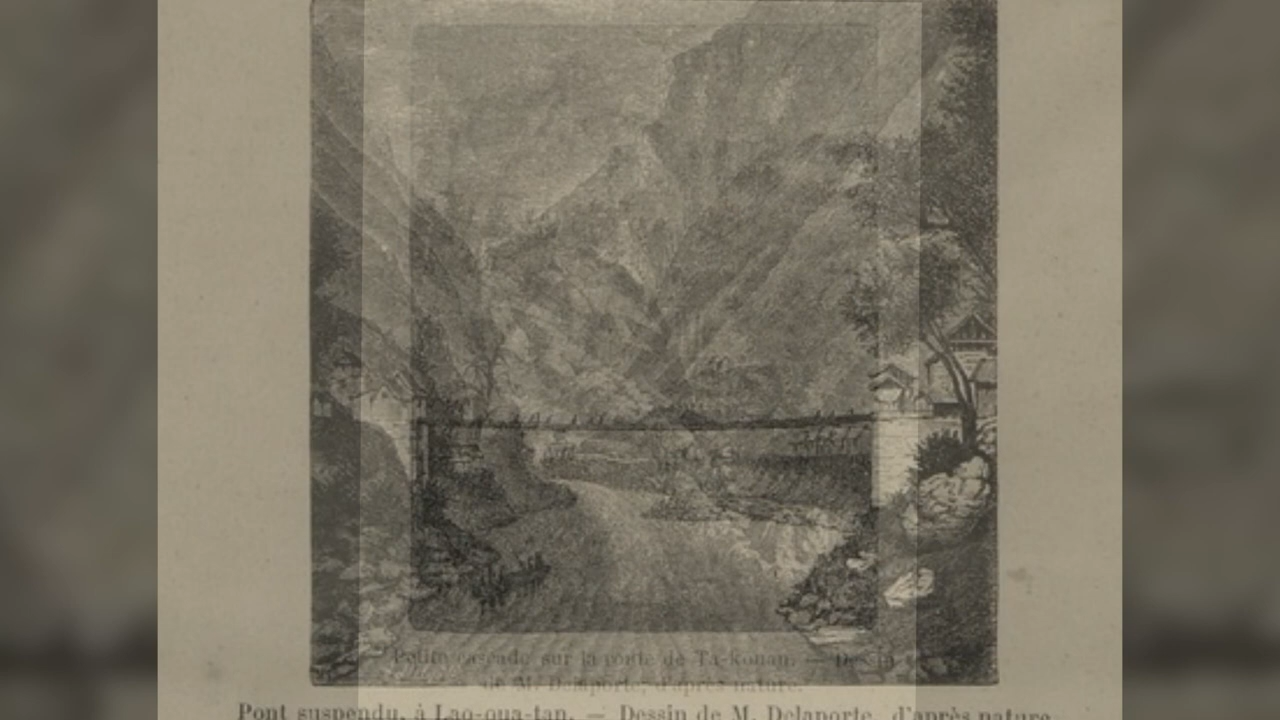 Petite cascade sur la route de Ta-kouan. — Dessin
de M. Delaporte, d'après nature.
Pont suspendu, à Lao-oua-tan. — Dessin de M. Delaporte, d'après nature.